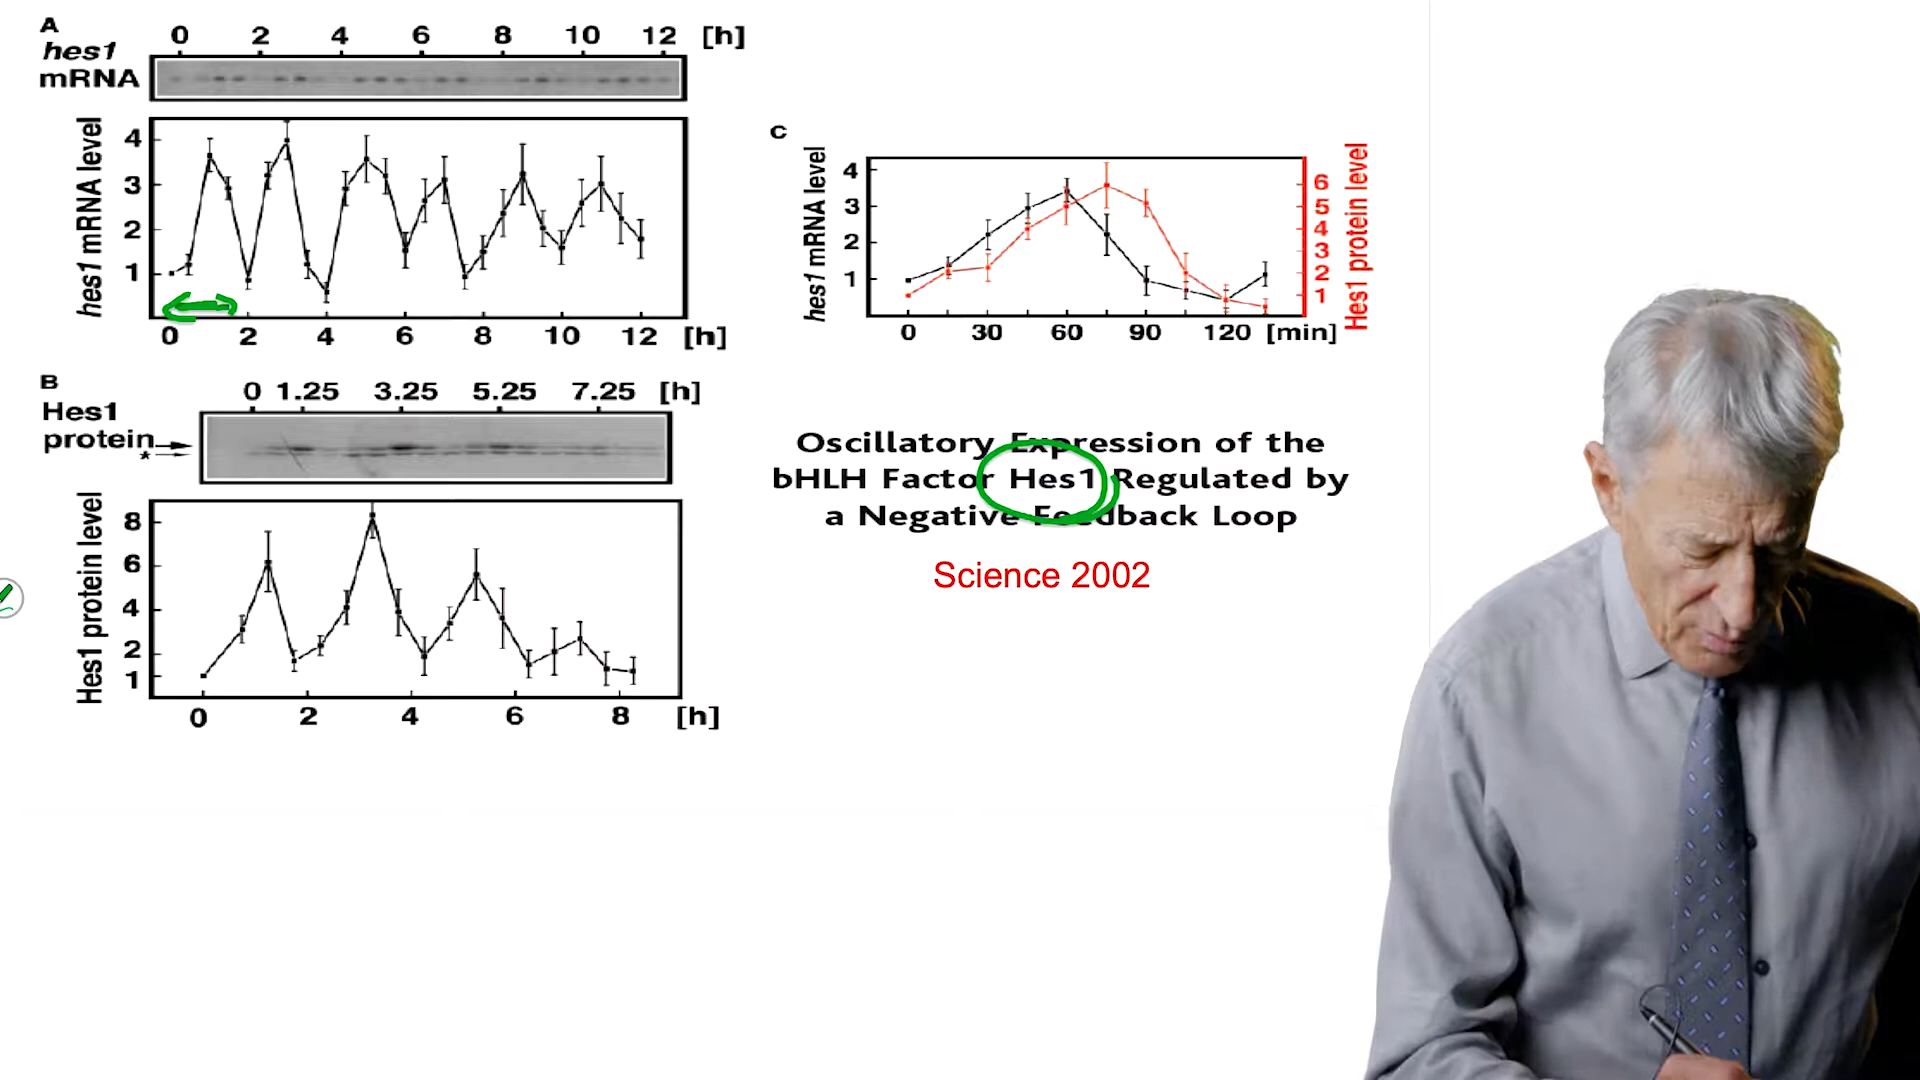 A
0 2 4 6 8 10 12 [h]
hes1
mRNA
hes1 mRNA level
4
3
2
1
0 2 4 6 8 10 12 [h]
B
0 1.25 3.25 5.25 7.25 [h]
Hes1
protein
*
Hes1 protein level
8
6
4
2
1
0 2 4 6 8 [h]
C
hes1 mRNA level
4
3
2
1
6
5
4
3
2
1
Hes1 protein level
0 30 60 90 120 [min]
Oscillatory Expression of the
bHLH Factor Hes1 Regulated by
a Negative Feedback Loop
Science 2002